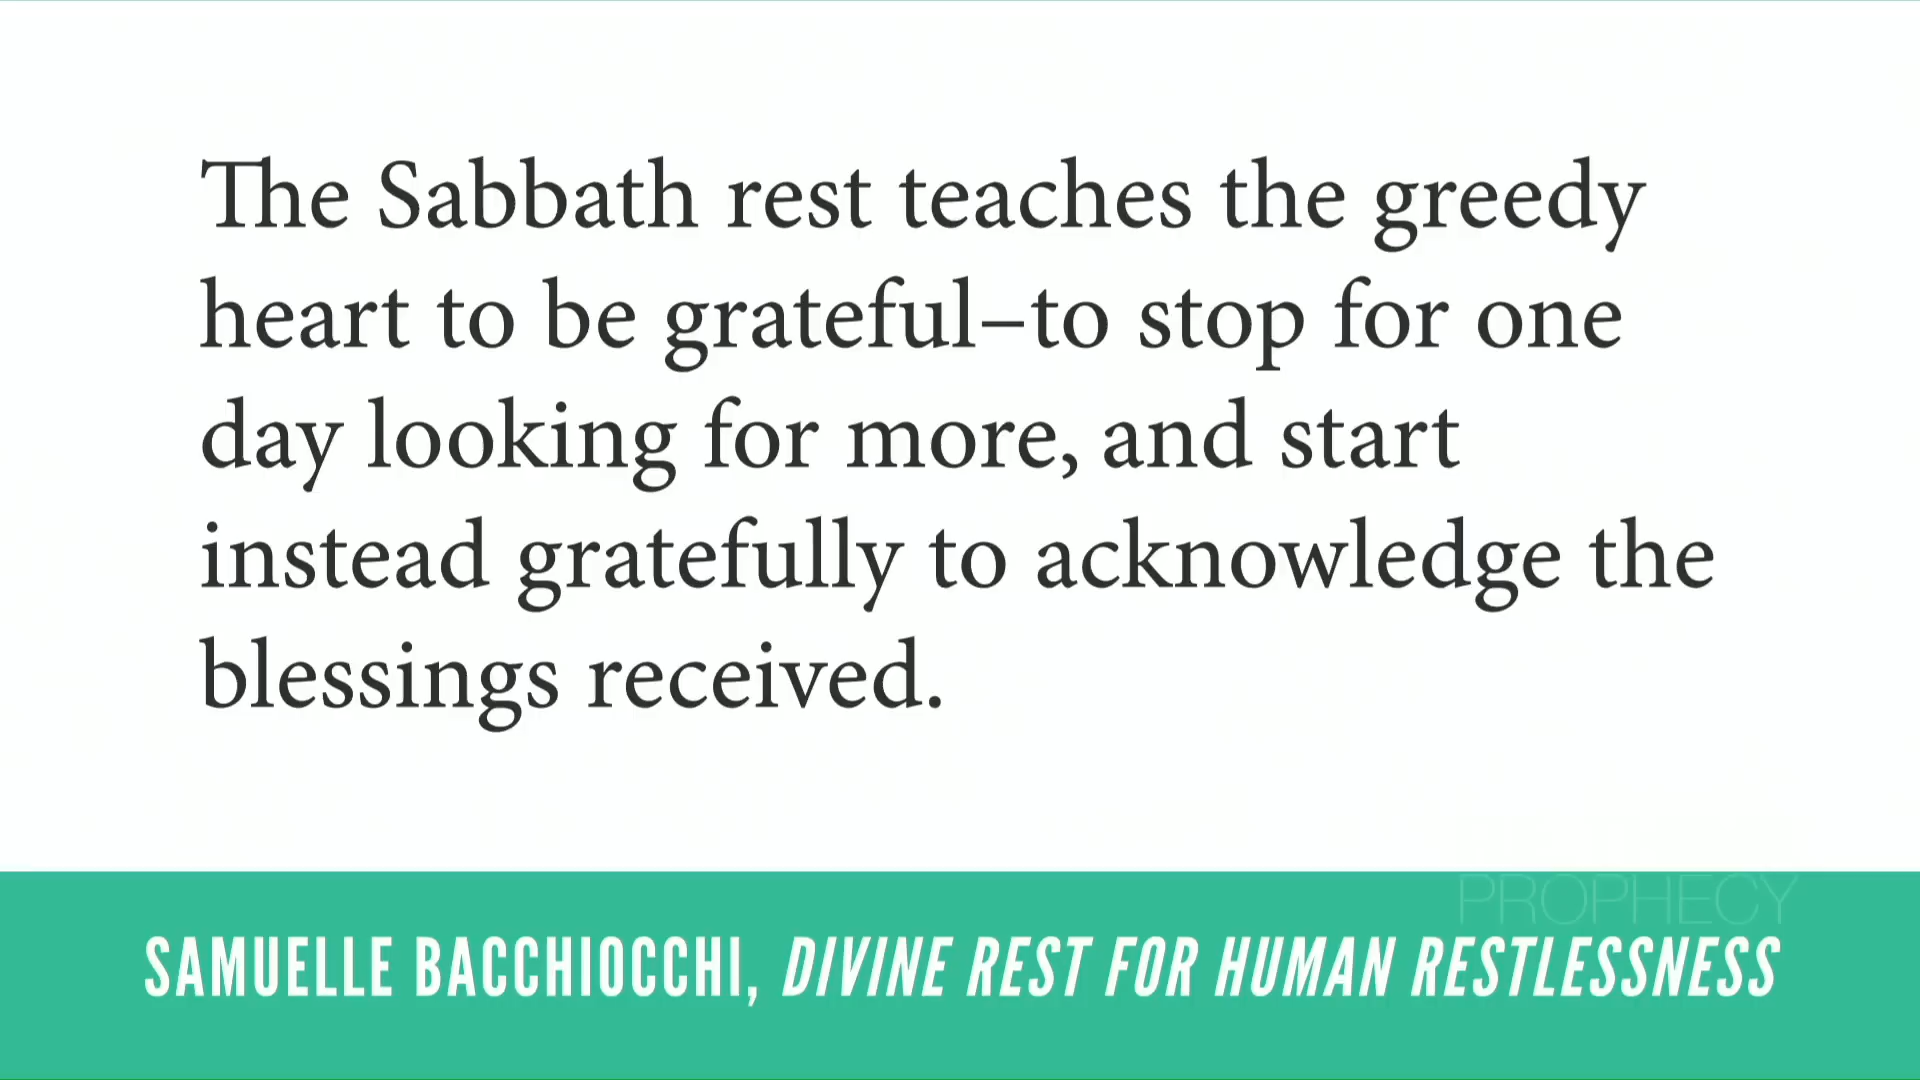 The Sabbath rest teaches the greedy
heart to be grateful–to stop for one
day looking for more, and start
instead gratefully to acknowledge the
blessings received.
PROPHECY
SAMUELLE BACCHIOCCHI, DIVINE REST FOR HUMAN RESTLESSNESS